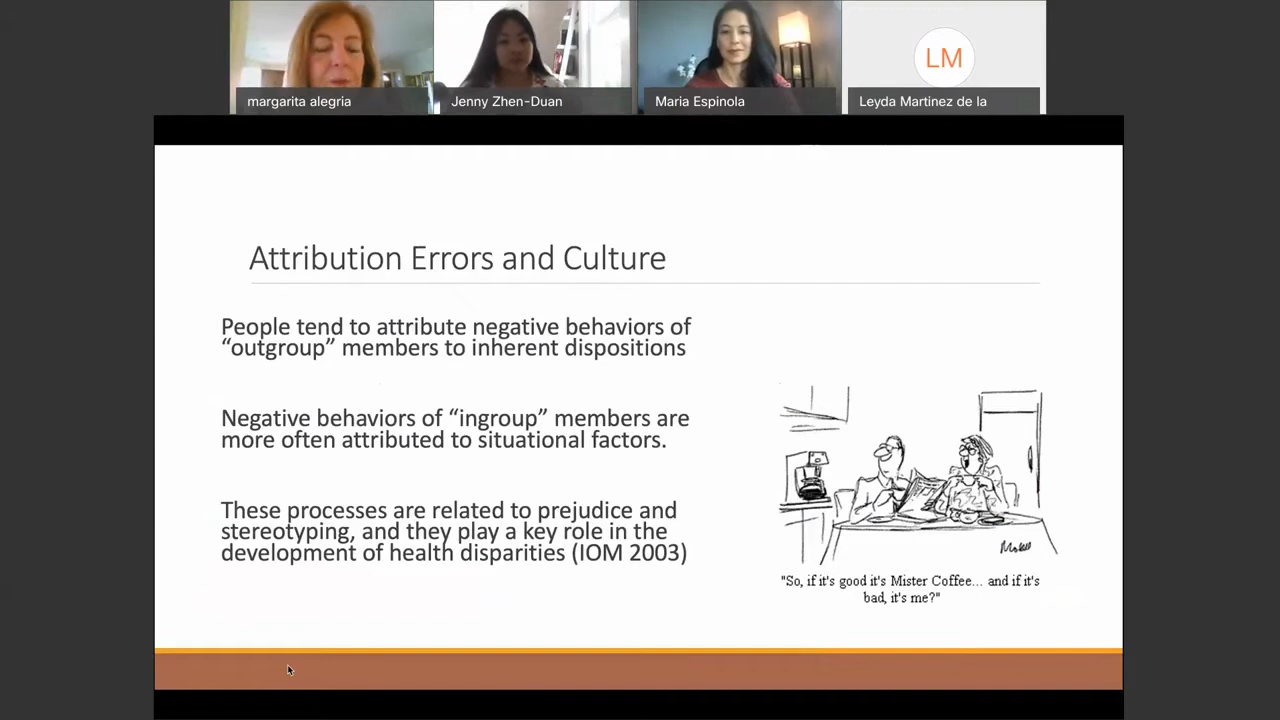 margarita alegria
Jenny Zhen-Duan
Maria Espinola
LM
Leyda Martinez de la
Attribution Errors and Culture
People tend to attribute negative behaviors of
“outgroup” members to inherent dispositions
Negative behaviors of “ingroup” members are
more often attributed to situational factors.
These processes are related to prejudice and
stereotyping, and they play a key role in the
development of health disparities (IOM 2003)
"So, if it's good it's Mister Coffee... and if it's
bad, it's me?"